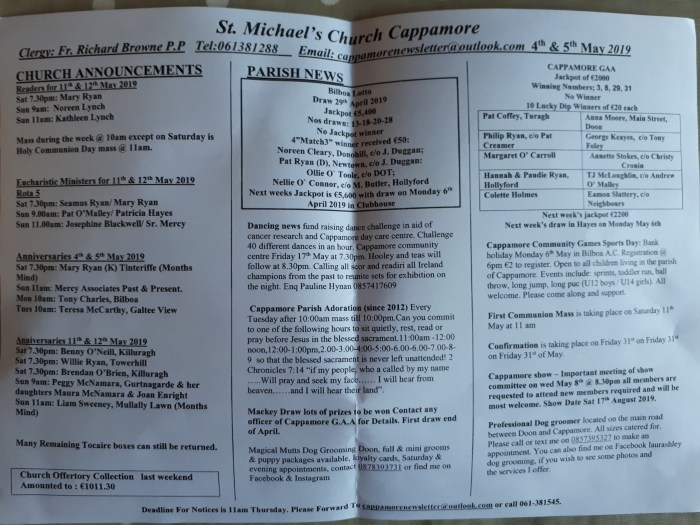 St. Michael's Church Cappamore
Clergy: Fr. Richard Browne P.P Tel:061381288 Email: cappamorenewsletter@outlook.com 4th & 5th May 2019
CHURCH ANNOUNCEMENTS
Readers for 11th & 12th May 2019
Sat 7.30pm: Mary Ryan
Sun 9am: Noreen Lynch
Sun 11am: Kathleen Lynch
Mass during the week @ 10am except on Saturday is
Holy Communion Day mass @ 11am.
Eucharistic Ministers for 11th & 12th May 2019
Rota 5
Sat 7.30pm: Seamus Ryan/ Mary Ryan
Sun 9.00am: Pat O'Malley/ Patricia Hayes
Sun 11.00am: Josephine Blackwell/ Sr. Mercy
Anniversaries 4th & 5th May 2019
Sat 7.30pm: Mary Ryan (K) Tinteriffe (Months
Mind)
Sun 11am: Mercy Associates Past & Present.
Mon 10am: Tony Charles, Bilboa
Tues 10am: Teresa McCarthy, Galtee View
Anniversaries 11th & 12th May 2019
Sat 7.30pm: Benny O'Neill, Killuragh
Sat 7.30pm: Willie Ryan, Towerhill
Sat 7.30pm: Brendan O'Brien, Killuragh
Sun 9am: Peggy McNamara, Gurtnagarde & her
daughters Maura McNamara & Joan Enright
Sun 11am: Liam Sweeney, Mullally Lawn (Months
Mind)
Many Remaining Tocaire boxes can still be returned.
Church Offertory Collection last weekend
Amounted to : €1011.30
PARISH NEWS
Bilboa Lotto
Draw 29th April 2019
Jackpot €5,400
Nos drawn: 13-18-20-28
No Jackpot winner
4"Match3" winner received €50:
Noreen Cleary, Donohill, c/o J. Duggan;
Pat Ryan (D), Newtown, c/o J. Duggan:
Ollie O' Toole, c/o DOT;
Nellie O' Connor, c/o M. Butler, Hollyford
Next weeks Jackpot is €5,600 with draw on Monday 6th
April 2019 in Clubhouse
Dancing news fund raising dance challenge in aid of
cancer research and Cappamore day care centre. Challenge
40 different dances in an hour. Cappamore community
centre Friday 17th May at 7.30pm. Hooley and teas will
follow at 8.30pm. Calling all scor and readiri all Ireland
champions from the past to reunite sets for exhibition on
the night. Enq Pauline Hynan 0857417609
Cappamore Parish Adoration (since 2012) Every
Tuesday after 10:00am mass till 10:00pm.Can you commit
to one of the following hours to sit quietly, rest, read or
pray before Jesus in the blessed sacrament.11:00am -12:00
noon,12:00-1:00pm,2.00-3.00-4.00-5:00-6.00-6.00-7.00-8-
9 so that the blessed sacrament is never left unattended! 2
Chronicles 7:14 "if my people, who a called by my name
.....Will pray and seek my face...... I will hear from
heaven.......and I will hear their land".
Mackey Draw lots of prizes to be won Contact any
officer of Cappamore G.A.A for Details. First draw end
of April.
Magical Mutts Dog Grooming Doon, full & mini grooms
& puppy packages available, loyalty cards, Saturday &
evening appointments, contact 0878393731 or find me on
Facebook & Instagram
CAPPAMORE GAA
Jackpot of €2000
Winning Numbers; 3, 8, 29, 31
No Winner
10 Lucky Dip Winners of €20 each
Pat Coffey, Turagh Anna Moore, Main Street,
Doon
Philip Ryan, c/o Pat George Keayes, c/o Tony
Creamer Foley
Margaret O' Carroll Annette Stokes, c/o Christy
Cronin
Hannah & Paudie Ryan, TJ McLoughlin, c/o Andrew
Hollyford O' Malley
Colette Holmes Eamon Slattery, c/o
Neighbours
Next week's jackpot €2200
Next week's draw in Hayes on Monday May 6th
Cappamore Community Games Sports Day: Bank
holiday Monday 6th May in Bilboa A.C. Registration @
6pm €2 to register. Open to all children living in the parish
of Cappamore. Events include: sprints, toddler run, ball
throw, long jump, long puc (U12 boys / U14 girls). All
welcome. Please come along and support.
First Communion Mass is taking place on Saturday 11th
May at 11 am
Confirmation is taking place on Friday 31st on Friday 31st
on Friday 31st of May
Cappamore show – Important meeting of show
committee on wed May 8th @ 8.30pm all members are
requested to attend new members required and will be
most welcome. Show Date Sat 17th August 2019.
Professional Dog groomer located on the main road
between Doon and Cappamore. All sizes catered for.
Please call or text me on 0857395327 to make an
appointment. You can also find me on Facebook laurashley
dog grooming, if you wish to see some photos and
the services I offer.
Deadline For Notices is 11am Thursday. Please Forward To cappamorenewsletter@outlook.com or call 061-381545.